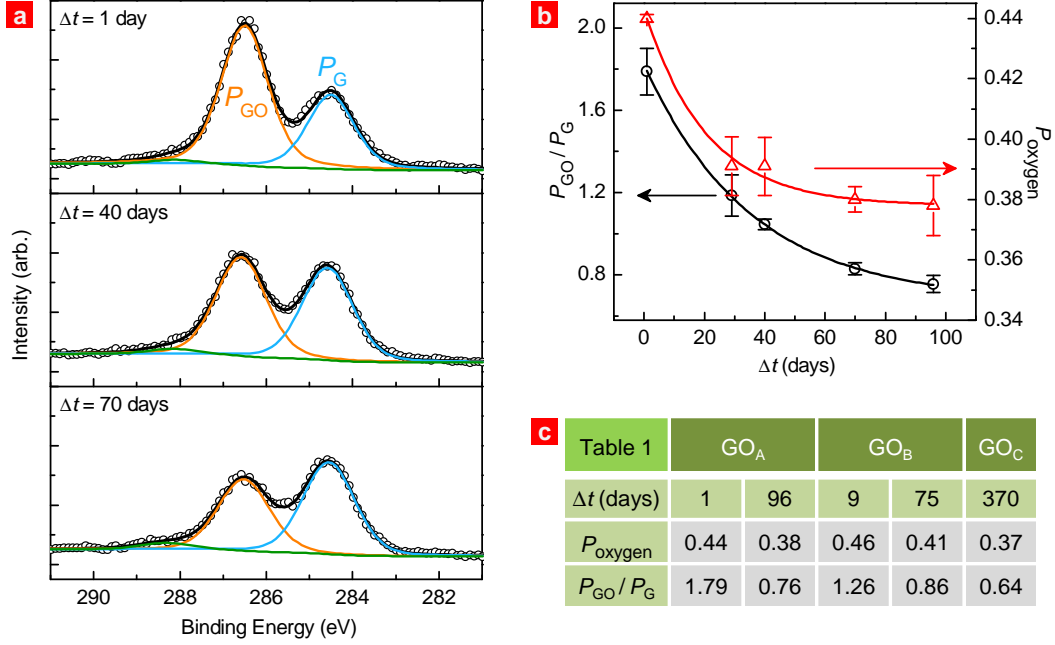 a
Δt = 1 day
P_GO
P_G
Δt = 40 days
Δt = 70 days
Intensity (arb.)
290 288 286 284 282
Binding Energy (eV)
b
2.0
1.6
1.2
0.8
P_GO / P_G
0.44
0.42
0.40
0.38
0.36
0.34
P_oxygen
0 20 40 60 80 100
Δt (days)
c
Table 1 GO_A GO_B GO_C
Δt (days) 1 96 9 75 370
P_oxygen 0.44 0.38 0.46 0.41 0.37
P_GO / P_G 1.79 0.76 1.26 0.86 0.64